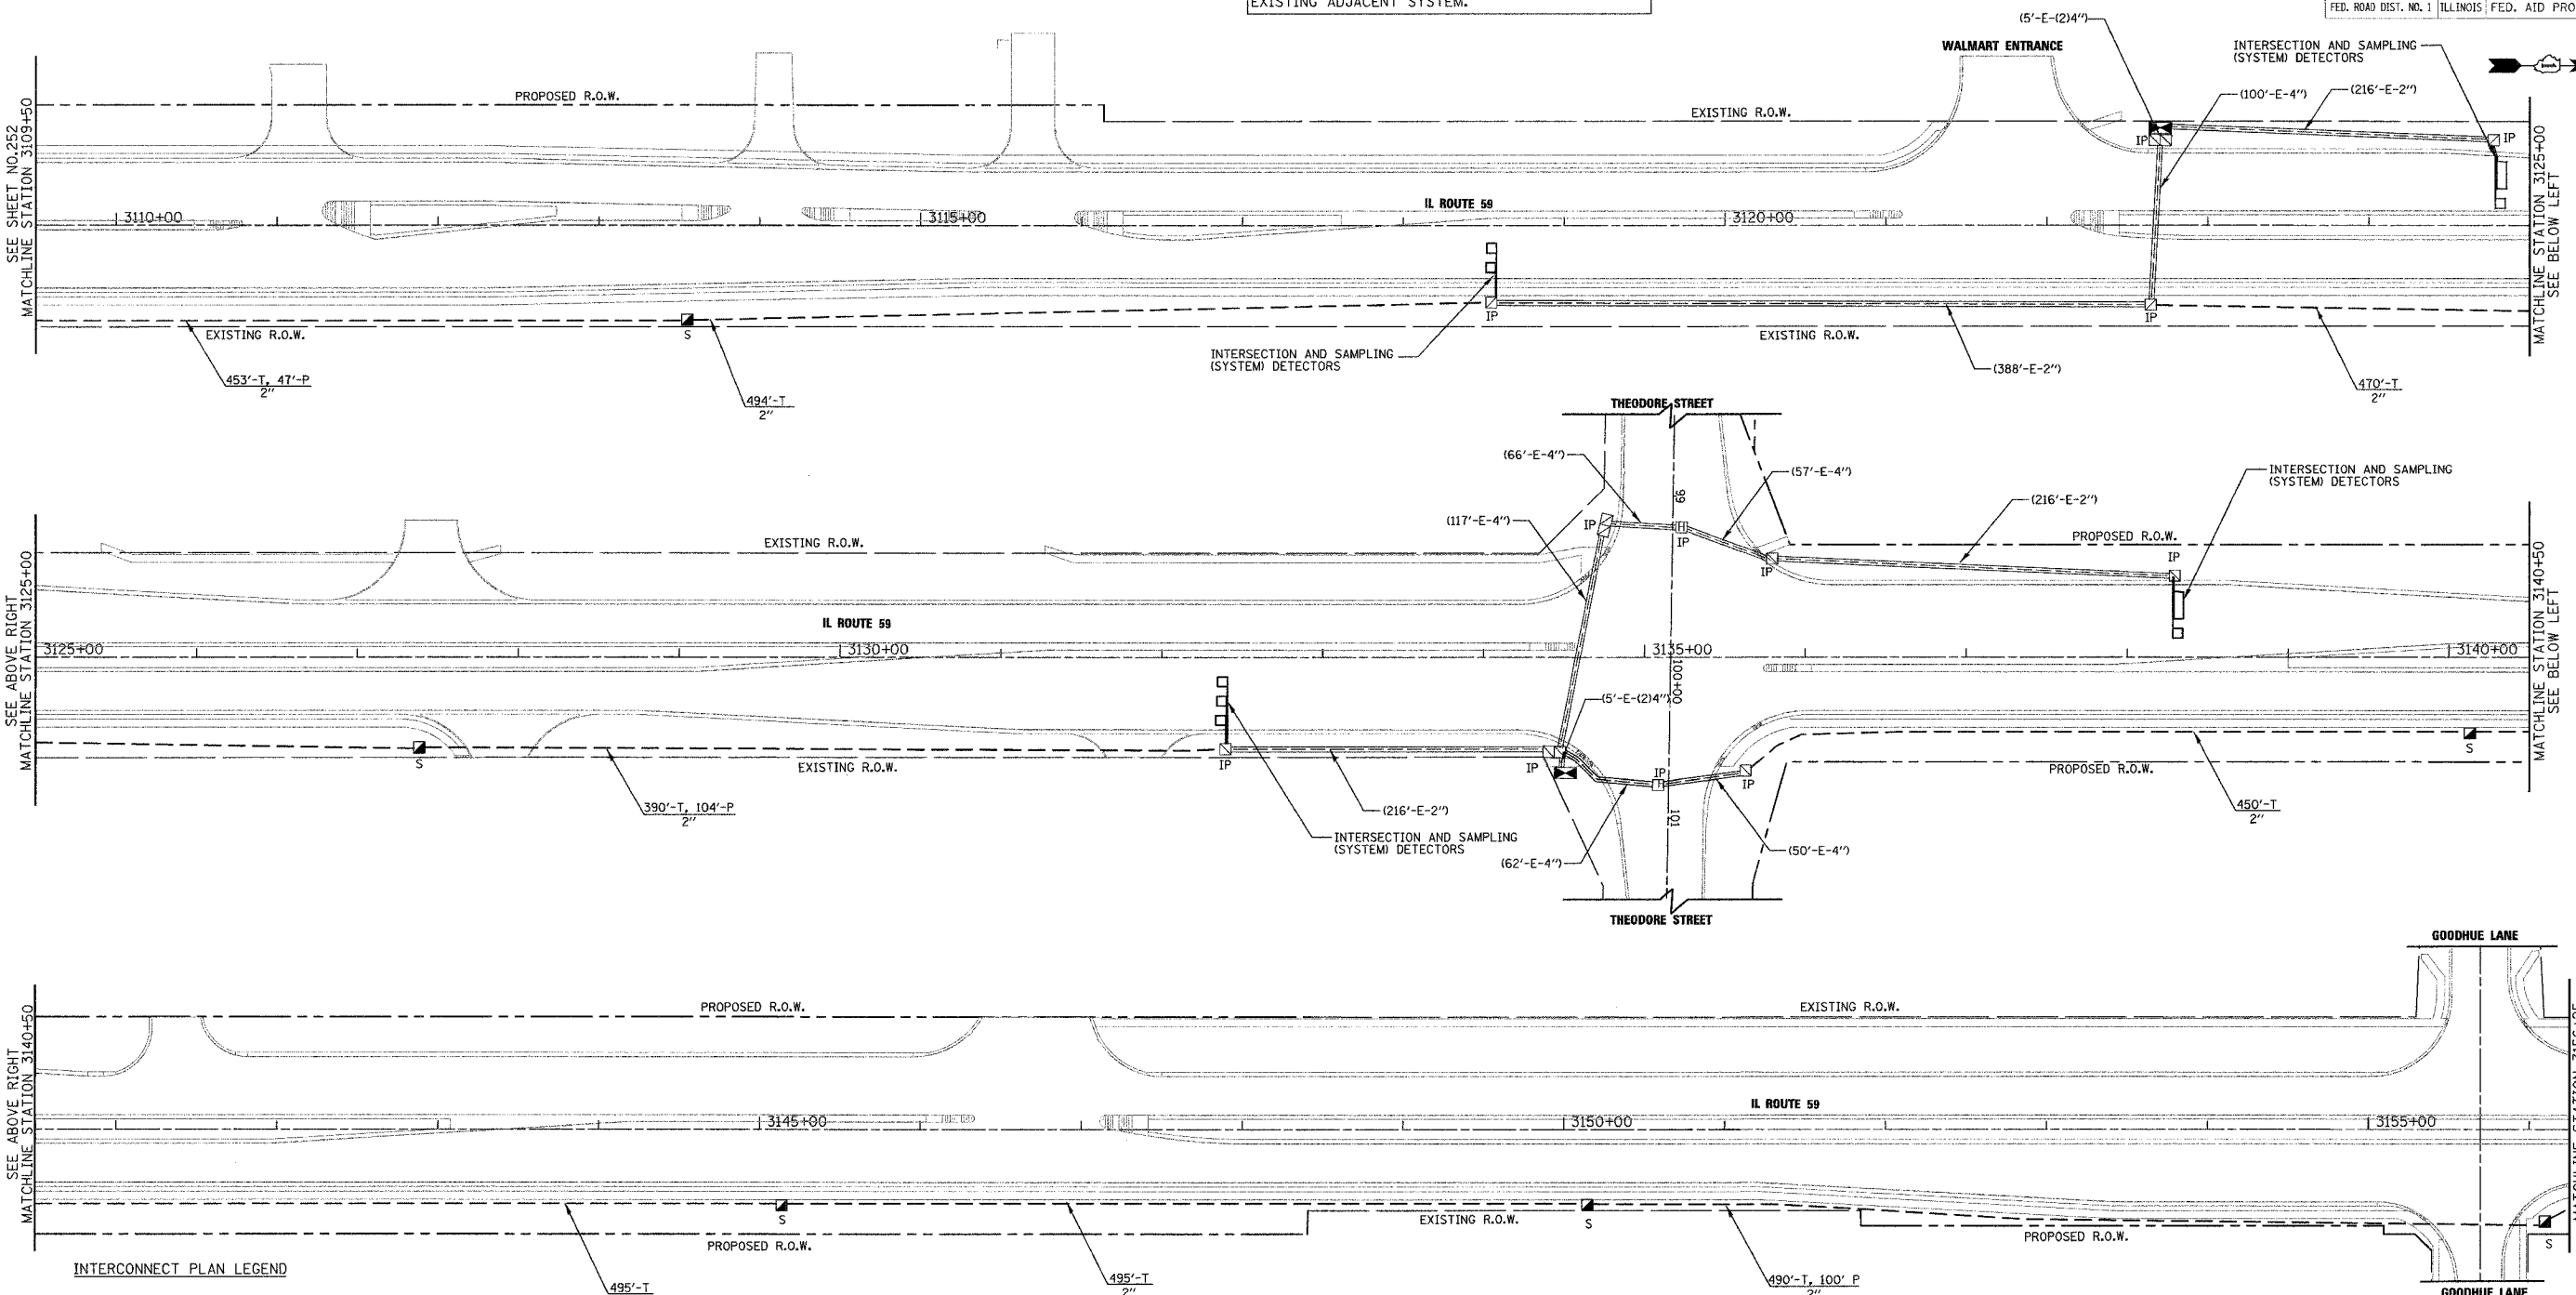 EXISTING ADJACENT SYSTEM.
FED. ROAD DIST. NO. 1 ILLINOIS FED. AID PRO
(5'-E-(2)4")
WALMART ENTRANCE
INTERSECTION AND SAMPLING
(SYSTEM) DETECTORS
(100'-E-4")
(216'-E-2")
PROPOSED R.O.W.
EXISTING R.O.W.
SEE SHEET NO.252
MATCHLINE STATION 3109+50
IP
IP
MATCHLINE STATION 3125+00
SEE BELOW LEFT
IL ROUTE 59
3110+00
3115+00
3120+00
S
IP
IP
EXISTING R.O.W.
EXISTING R.O.W.
INTERSECTION AND SAMPLING
(SYSTEM) DETECTORS
(388'-E-2")
453'-T, 47'-P
2"
494'-T
2"
470'-T
2"
THEODORE STREET
(66'-E-4")
(57'-E-4")
INTERSECTION AND SAMPLING
(SYSTEM) DETECTORS
(216'-E-2")
99
(117'-E-4")
IP
IP
EXISTING R.O.W.
PROPOSED R.O.W.
IP
IP
SEE ABOVE RIGHT
MATCHLINE STATION 3125+00
MATCHLINE STATION 3140+50
SEE BELOW LEFT
IL ROUTE 59
3125+00
3130+00
3135+00
3140+00
100+00
(5'-E-(2)4")
S
IP
EXISTING R.O.W.
IP
IP
IP
PROPOSED R.O.W.
S
390'-T, 104'-P
2"
(216'-E-2")
101
450'-T
2"
INTERSECTION AND SAMPLING
(SYSTEM) DETECTORS
(62'-E-4")
(50'-E-4")
THEODORE STREET
GOODHUE LANE
PROPOSED R.O.W.
EXISTING R.O.W.
SEE ABOVE RIGHT
MATCHLINE STATION 3140+50
IL ROUTE 59
3145+00
3150+00
3155+00
S
S
EXISTING R.O.W.
PROPOSED R.O.W.
PROPOSED R.O.W.
S
INTERCONNECT PLAN LEGEND
495'-T
495'-T
2"
490'-T, 100' P
2"
GOODHUE LANE